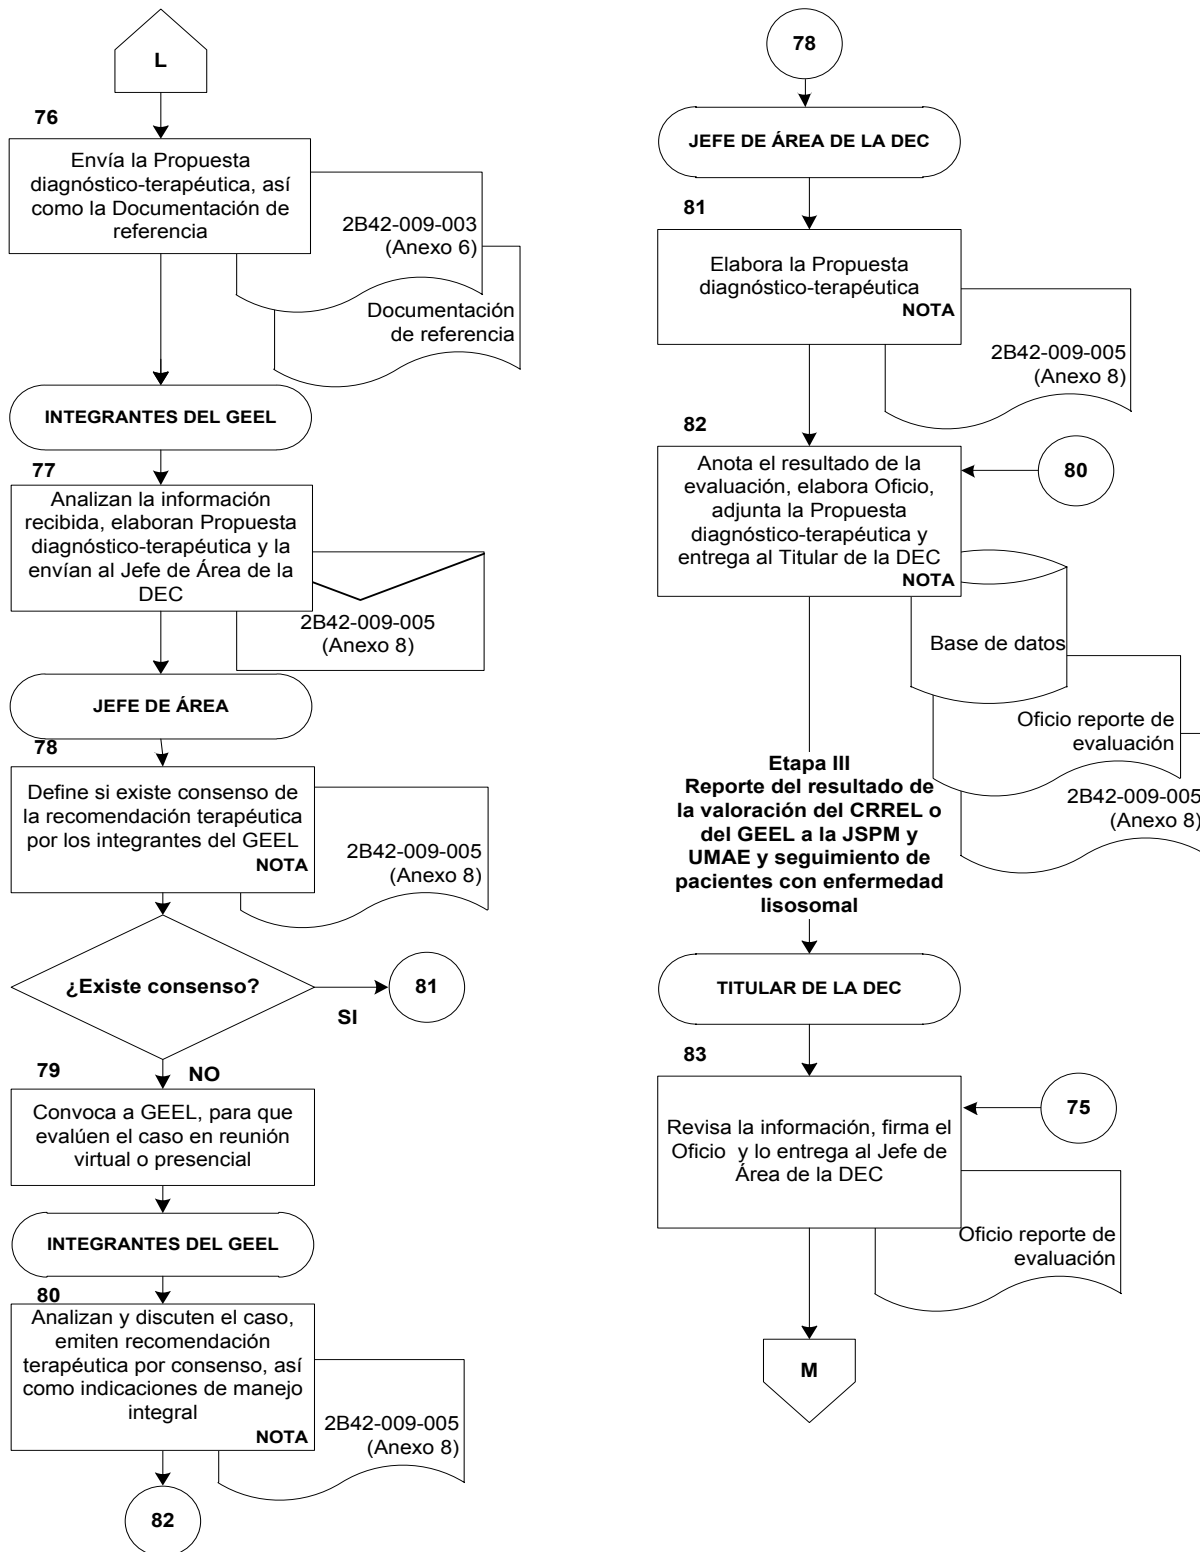 L
76
Envía la Propuesta
diagnóstico-terapéutica, así
como la Documentación de
referencia
2B42-009-003
(Anexo 6)
Documentación
de referencia
INTEGRANTES DEL GEEL
77
Analizan la información
recibida, elaboran Propuesta
diagnóstico-terapéutica y la
envían al Jefe de Área de la
DEC
2B42-009-005
(Anexo 8)
JEFE DE ÁREA
78
Define si existe consenso de
la recomendación terapéutica
por los integrantes del GEEL
NOTA
2B42-009-005
(Anexo 8)
¿Existe consenso?
SI
81
NO
79
Convoca a GEEL, para que
evalúen el caso en reunión
virtual o presencial
INTEGRANTES DEL GEEL
80
Analizan y discuten el caso,
emiten recomendación
terapéutica por consenso, así
como indicaciones de manejo
integral
NOTA
2B42-009-005
(Anexo 8)
82
78
JEFE DE ÁREA DE LA DEC
81
Elabora la Propuesta
diagnóstico-terapéutica
NOTA
2B42-009-005
(Anexo 8)
82
Anota el resultado de la
evaluación, elabora Oficio,
adjunta la Propuesta
diagnóstico-terapéutica y
entrega al Titular de la DEC
NOTA
80
Base de datos
Oficio reporte de
evaluación
2B42-009-005
(Anexo 8)
Etapa III
Reporte del resultado de
la valoración del CRREL o
del GEEL a la JSPM y
UMAE y seguimiento de
pacientes con enfermedad
lisosomal
TITULAR DE LA DEC
83
Revisa la información, firma el
Oficio y lo entrega al Jefe de
Área de la DEC
75
Oficio reporte de
evaluación
M